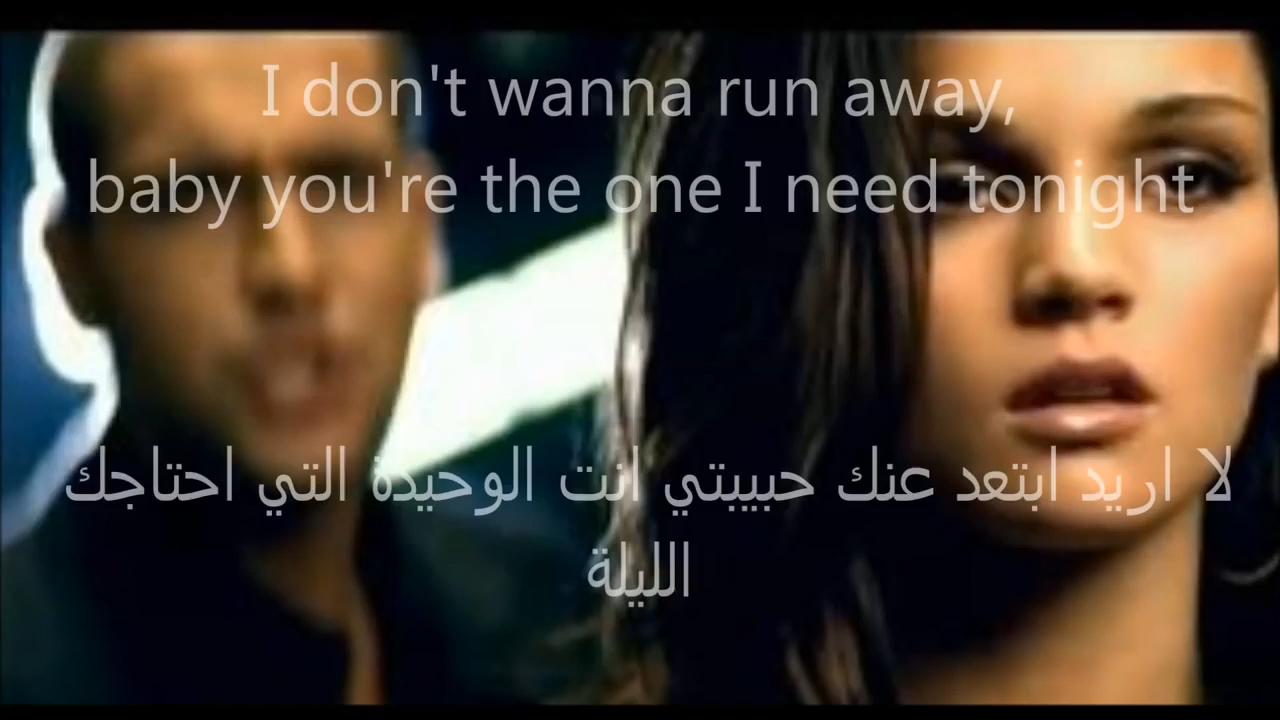 I don't wanna run away,
baby you're the one I need tonight
لا اريد ابتعد عنك حبيبتي انت الوحيدة التي احتاجك
الليلة